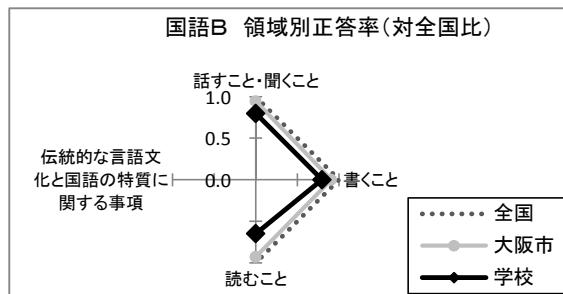 国語B 領域別正答率(対全国比)
話すこと・聞くこと
1.0
0.5
0.0
伝統的な言語文
化と国語の特質に
関する事項
書くこと
読むこと
全国
大阪市
学校